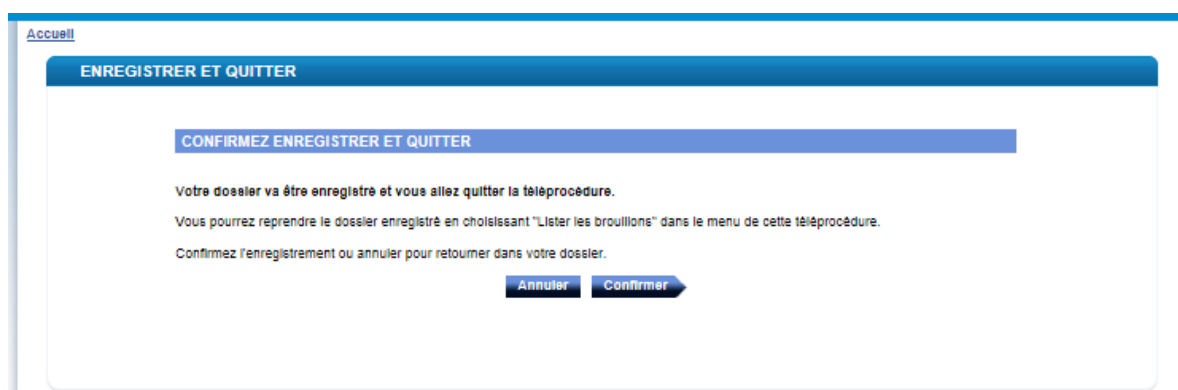 Accueil
ENREGISTRER ET QUITTER
CONFIRMEZ ENREGISTRER ET QUITTER
Votre dossier va être enregistré et vous allez quitter la téléprocédure.
Vous pourrez reprendre le dossier enregistré en choisissant "Lister les brouillons" dans le menu de cette téléprocédure.
Confirmez l'enregistrement ou annuler pour retourner dans votre dossier.
Annuler Confirmer